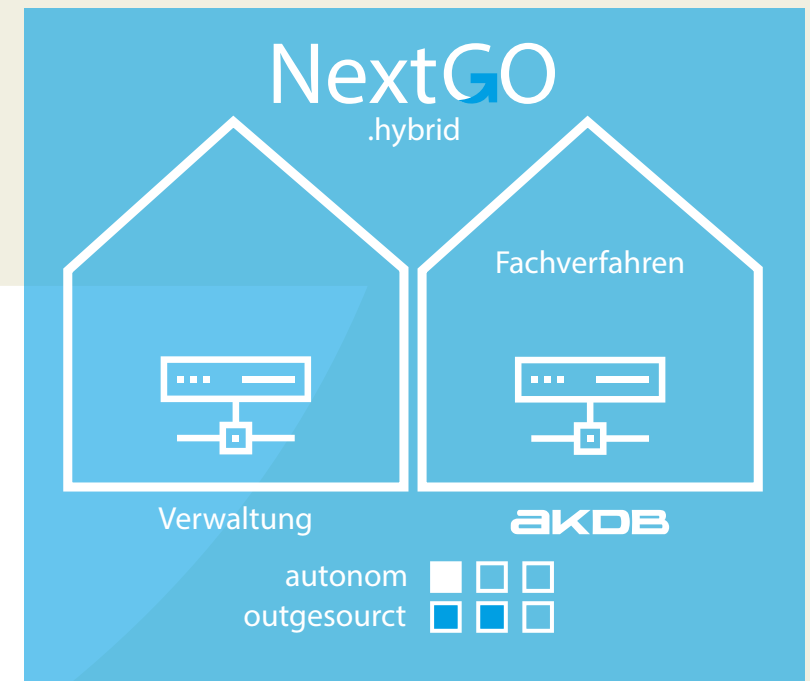 NextGO
.hybrid
Fachverfahren
Verwaltung
AKDB
autonom
outgesourct